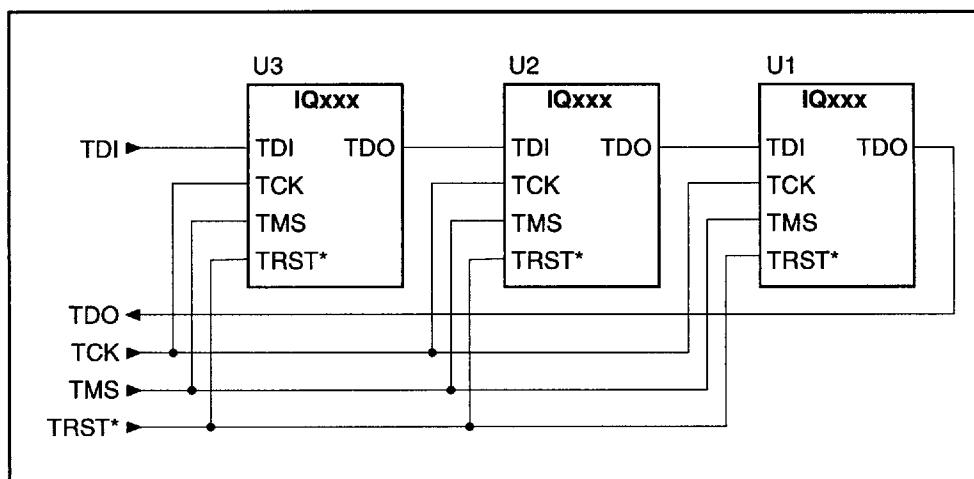 U3 U2 U1
IQxxx IQxxx IQxxx
TDI TDI TDO TDI TDO TDI TDO
TCK TCK TCK
TMS TMS TMS
TRST* TRST* TRST*
TDO
TCK
TMS
TRST*